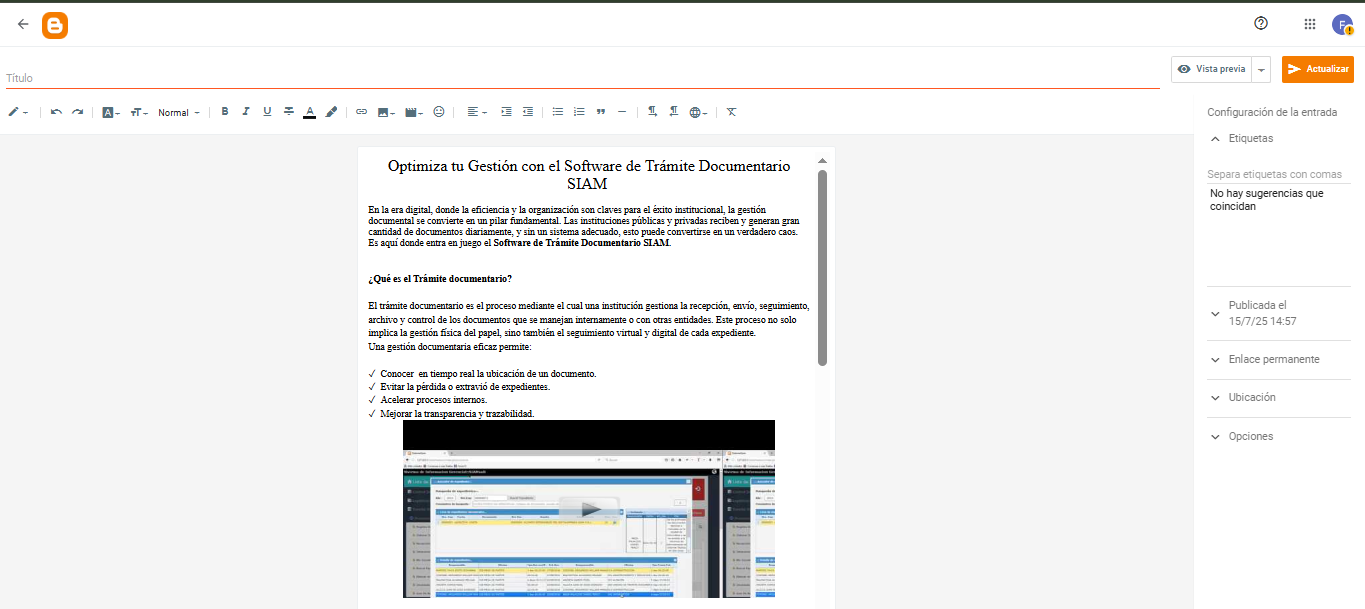 F
Título
Vista previa
Actualizar
Normal
Configuración de la entrada
Etiquetas
Separa etiquetas con comas
No hay sugerencias que
coincidan
Publicada el
15/7/25 14:57
Enlace permanente
Ubicación
Opciones
Optimiza tu Gestión con el Software de Trámite Documentario
SIAM
En la era digital, donde la eficiencia y la organización son claves para el éxito institucional, la gestión
documental se convierte en un pilar fundamental. Las instituciones públicas y privadas reciben y generan gran
cantidad de documentos diariamente, y sin un sistema adecuado, esto puede convertirse en un verdadero caos.
Es aquí donde entra en juego el Software de Trámite Documentario SIAM.
¿Qué es el Trámite documentario?
El trámite documentario es el proceso mediante el cual una institución gestiona la recepción, envío, seguimiento,
archivo y control de los documentos que se manejan internamente o con otras entidades. Este proceso no solo
implica la gestión física del papel, sino también el seguimiento virtual y digital de cada expediente.
Una gestión documentaria eficaz permite:
✓ Conocer en tiempo real la ubicación de un documento.
✓ Evitar la pérdida o extravió de expedientes.
✓ Acelerar procesos internos.
✓ Mejorar la transparencia y trazabilidad.